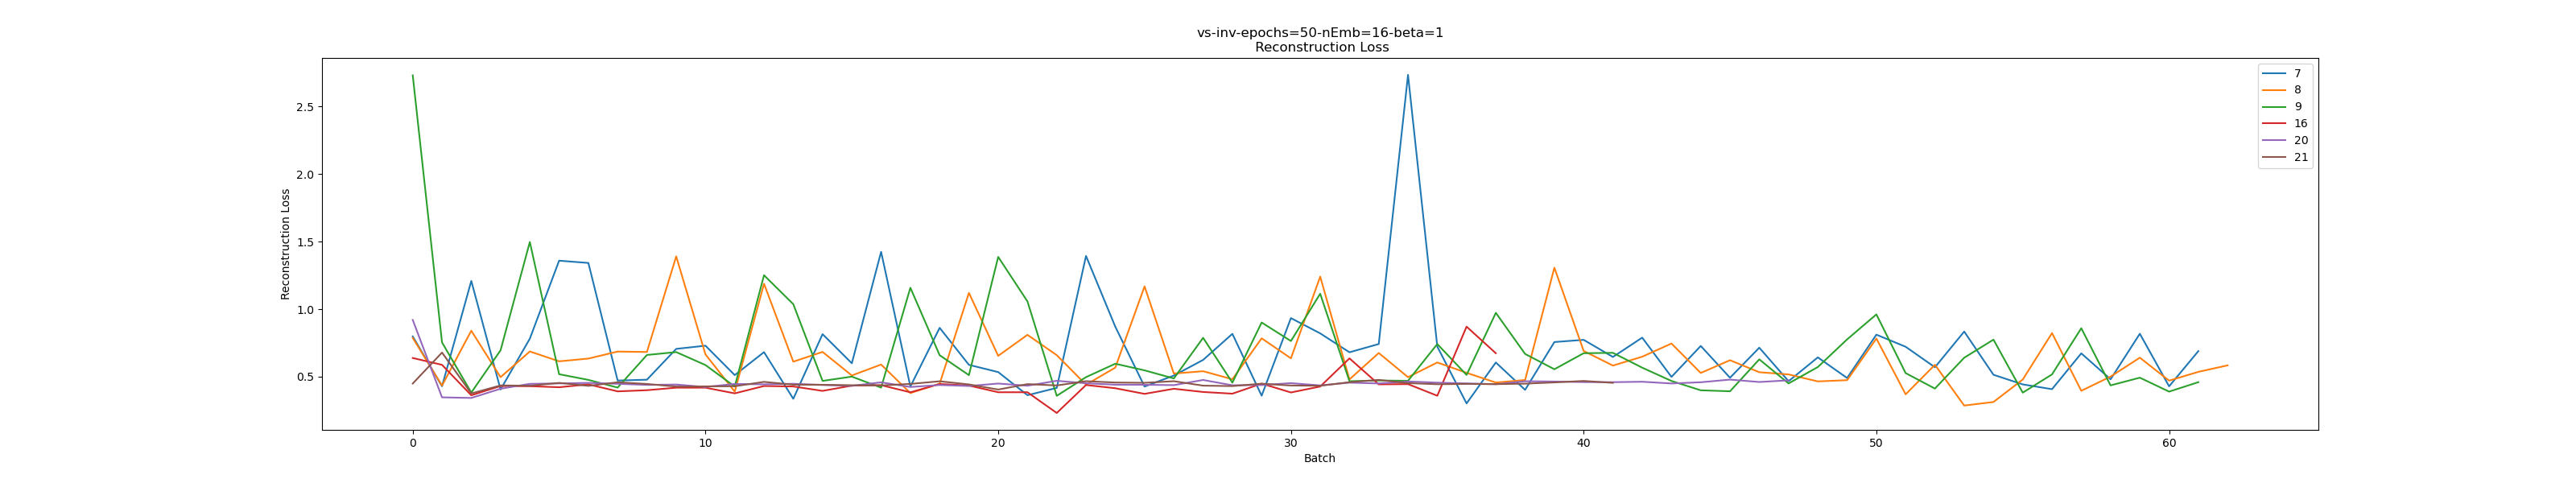 vs-inv-epochs=50-nEmb=16-beta=1
Reconstruction Loss
7
8
9
16
20
21
Reconstruction Loss
2.5
2.0
1.5
1.0
0.5
0 10 20 30 40 50 60
Batch